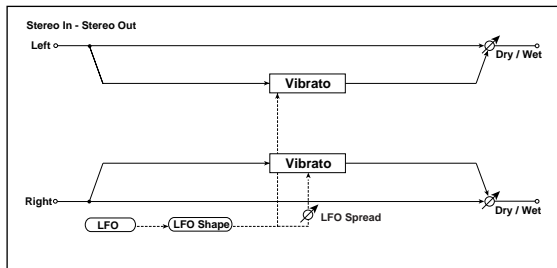 Stereo In - Stereo Out
Left
Dry / Wet
Vibrato
Vibrato
Right
Dry / Wet
LFO
LFO Shape
LFO Spread